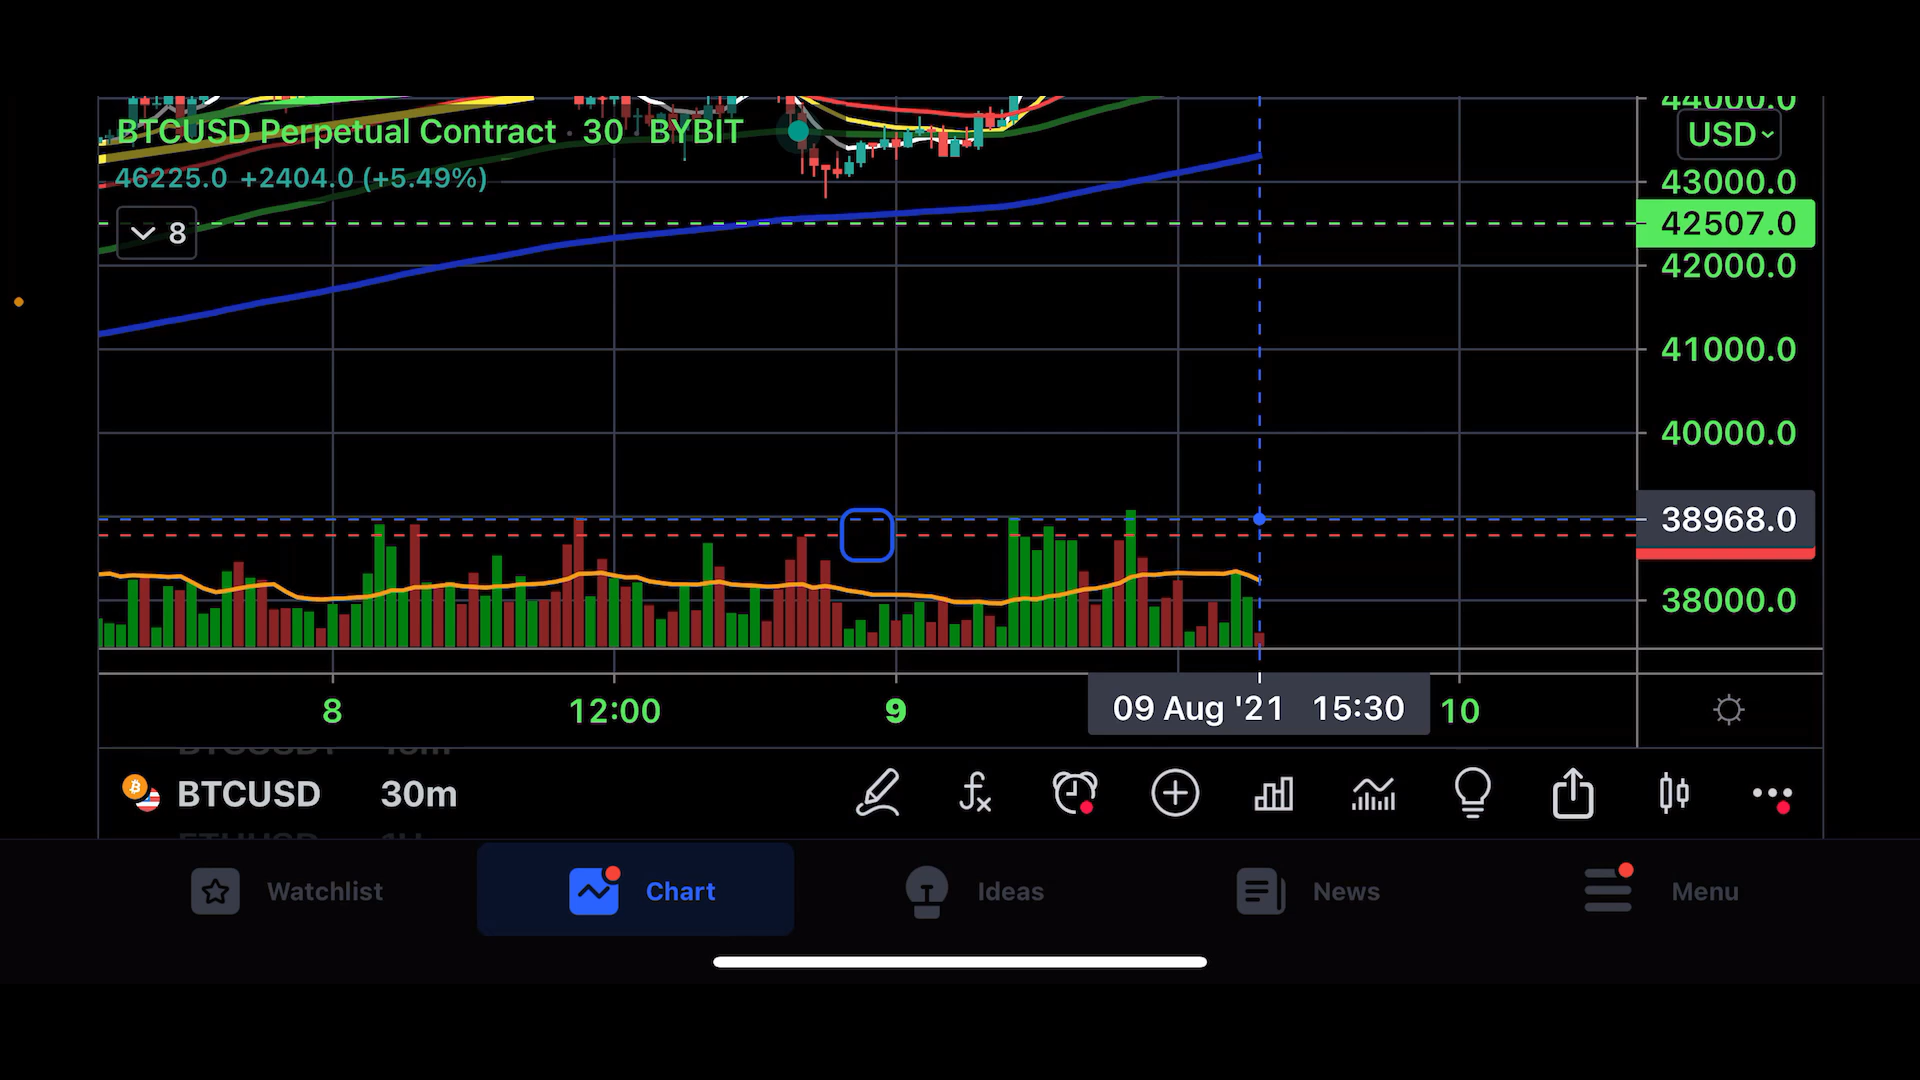 44000.0
BTCUSD Perpetual Contract · 30 · BYBIT
USD
46225.0 +2404.0 (+5.49%)
43000.0
8
42507.0
42000.0
41000.0
40000.0
38968.0
38000.0
8 12:00 9 09 Aug '21 15:30 10
BTCUSD 30m
Watchlist Chart Ideas News Menu